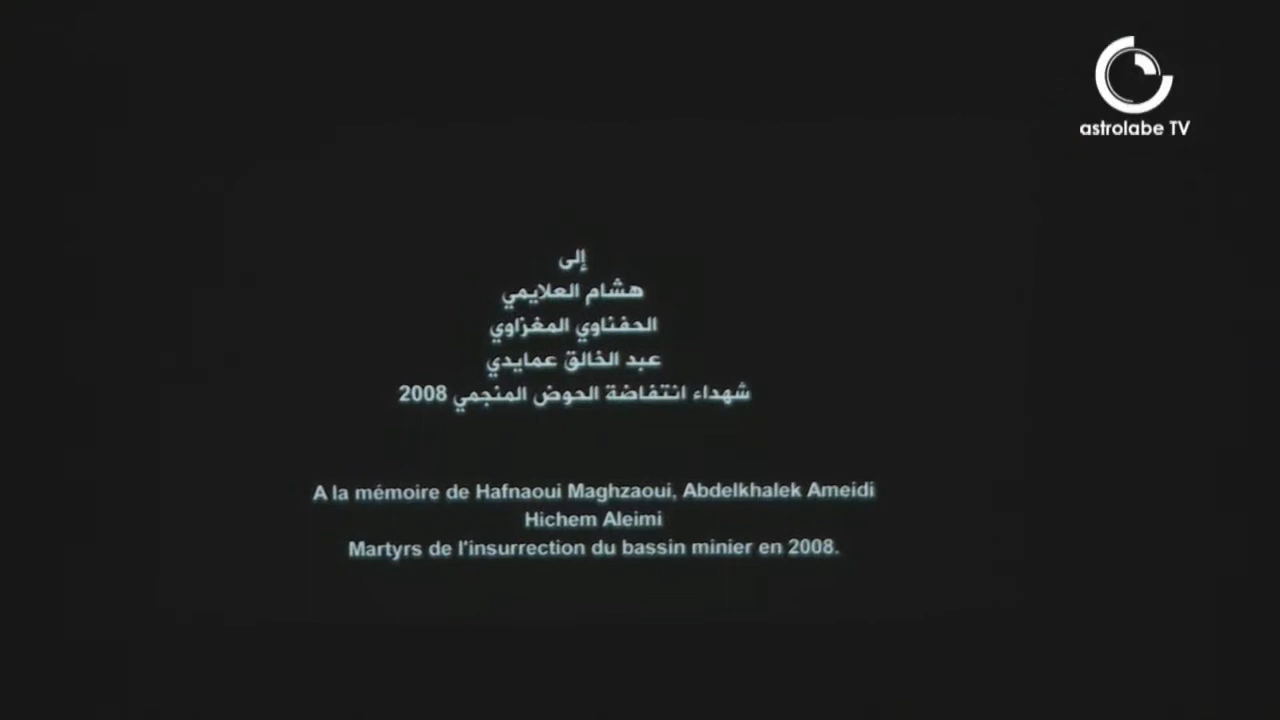 astrolabe TV
إلى
هشام العلايمي
الحفناوي المغزاوي
عبد الخالق عمايدي
شهداء انتفاضة الحوض المنجمي 2008
A la mémoire de Hafnaoui Maghzaoui, Abdelkhalek Ameidi
Hichem Aleimi
Martyrs de l'insurrection du bassin minier en 2008.